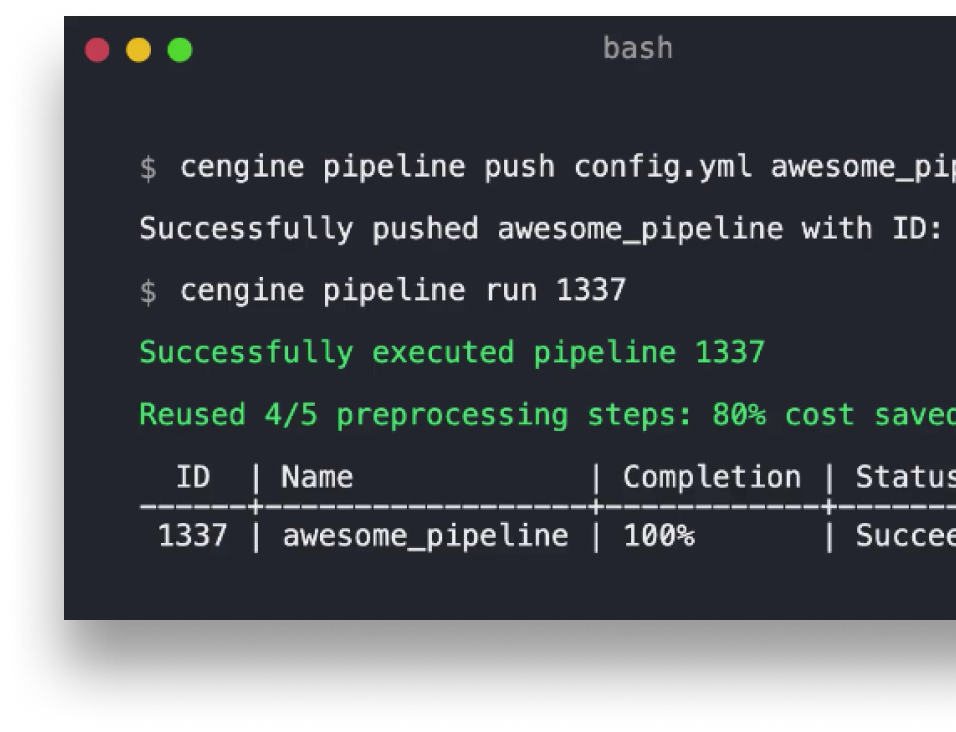 bash
$ cengine pipeline push config.yml awesome_pip
Successfully pushed awesome_pipeline with ID:
$ cengine pipeline run 1337
Successfully executed pipeline 1337
Reused 4/5 preprocessing steps: 80% cost saved
ID | Name | Completion | Status
------+------------------+------------+-------
1337 | awesome_pipeline | 100% | Succee